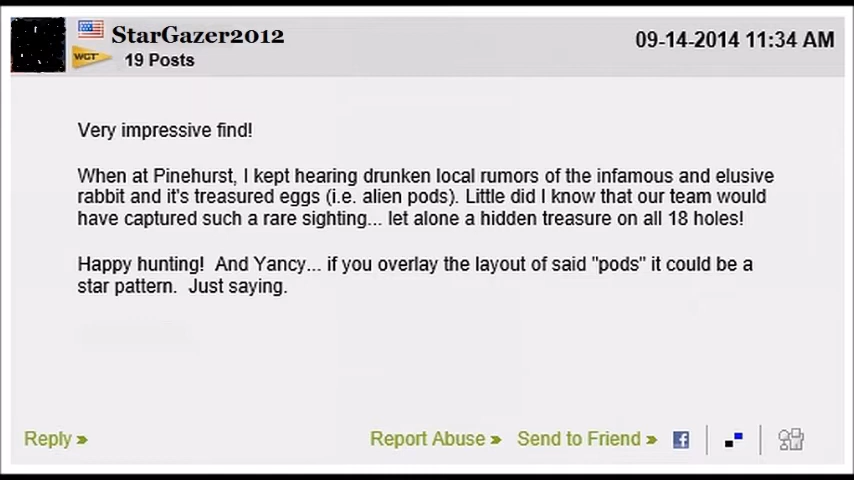 StarGazer2012
09-14-2014 11:34 AM
WGT
19 Posts
Very impressive find!
When at Pinehurst, I kept hearing drunken local rumors of the infamous and elusive
rabbit and it's treasured eggs (i.e. alien pods). Little did I know that our team would
have captured such a rare sighting... let alone a hidden treasure on all 18 holes!
Happy hunting!  And Yancy... if you overlay the layout of said "pods" it could be a
star pattern.  Just saying.
Reply »
Report Abuse » Send to Friend » f